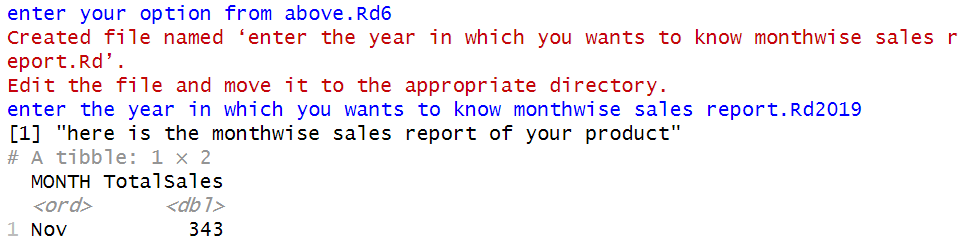 enter your option from above.Rd6
Created file named ‘enter the year in which you wants to know monthwise sales r
eport.Rd’.
Edit the file and move it to the appropriate directory.
enter the year in which you wants to know monthwise sales report.Rd2019
[1] "here is the monthwise sales report of your product"
# A tibble: 1 × 2
  MONTH TotalSales
  <ord>      <dbl>
1 Nov          343